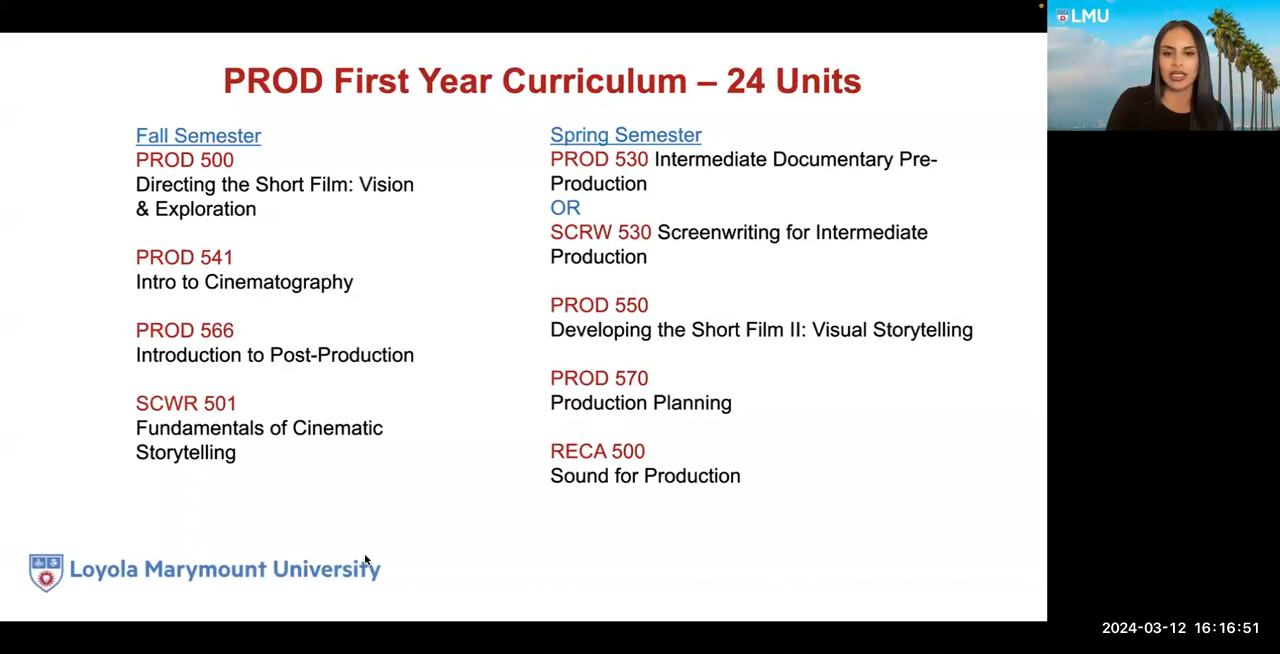 PROD First Year Curriculum – 24 Units
Fall Semester
PROD 500
Directing the Short Film: Vision
& Exploration
PROD 541
Intro to Cinematography
PROD 566
Introduction to Post-Production
SCWR 501
Fundamentals of Cinematic
Storytelling
Spring Semester
PROD 530 Intermediate Documentary Pre-
Production
OR
SCRW 530 Screenwriting for Intermediate
Production
PROD 550
Developing the Short Film II: Visual Storytelling
PROD 570
Production Planning
RECA 500
Sound for Production
Loyola Marymount University
LMU
2024-03-12 16:16:51